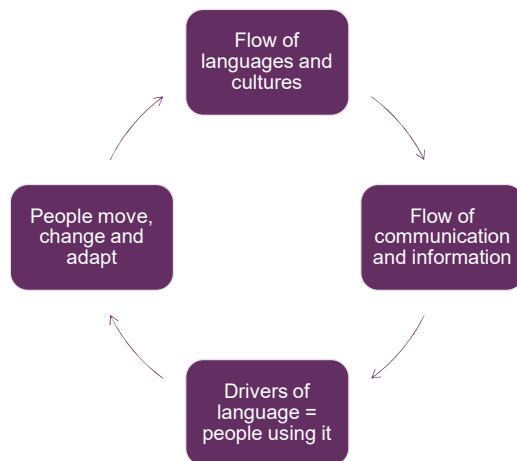 Flow of
languages and
cultures
Flow of
communication
and information
Drivers of
language =
people using it
People move,
change and
adapt